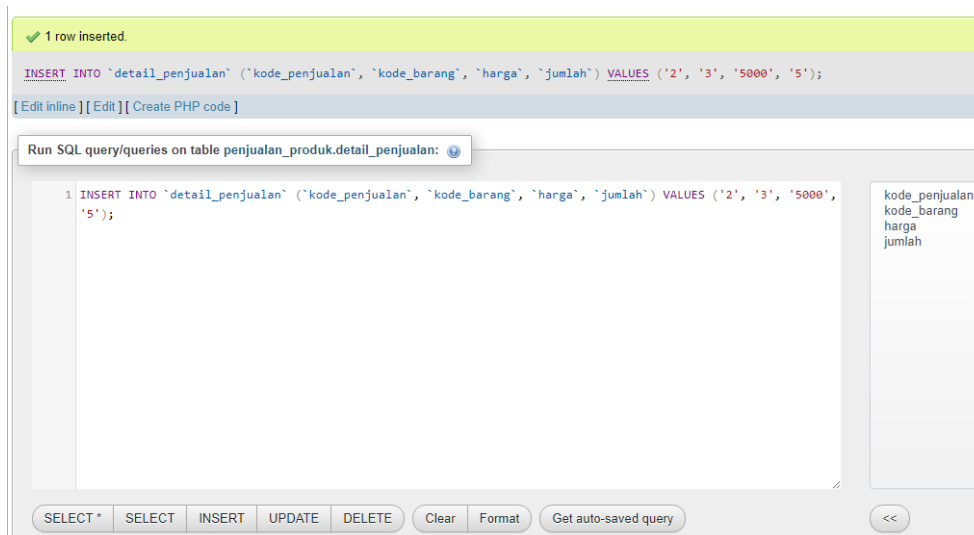 1 row inserted.
INSERT INTO `detail_penjualan` (`kode_penjualan`, `kode_barang`, `harga`, `jumlah`) VALUES ('2', '3', '5000', '5');
[ Edit inline ] [ Edit ] [ Create PHP code ]
Run SQL query/queries on table penjualan_produk.detail_penjualan:
1 INSERT INTO `detail_penjualan` (`kode_penjualan`, `kode_barang`, `harga`, `jumlah`) VALUES ('2', '3', '5000',
'5');
kode_penjualan
kode_barang
harga
jumlah
SELECT * SELECT INSERT UPDATE DELETE Clear Format Get auto-saved query <<